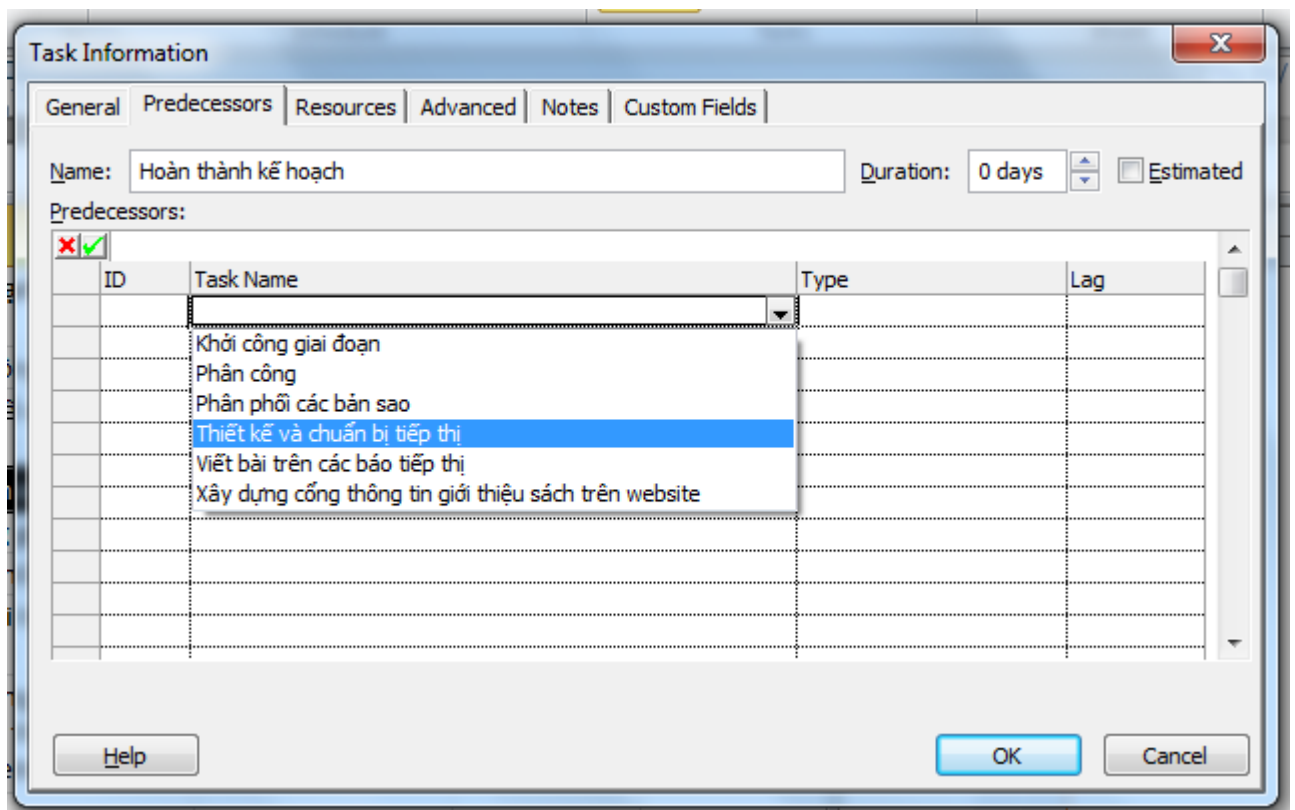 Task Information
General Predecessors Resources Advanced Notes Custom Fields
Name: Hoàn thành kế hoạch Duration: 0 days Estimated
Predecessors:
ID Task Name Type Lag
Khởi công giai đoạn
Phân công
Phân phối các bản sao
Thiết kế và chuẩn bị tiếp thị
Viết bài trên các báo tiếp thị
Xây dựng cổng thông tin giới thiệu sách trên website
Help OK Cancel